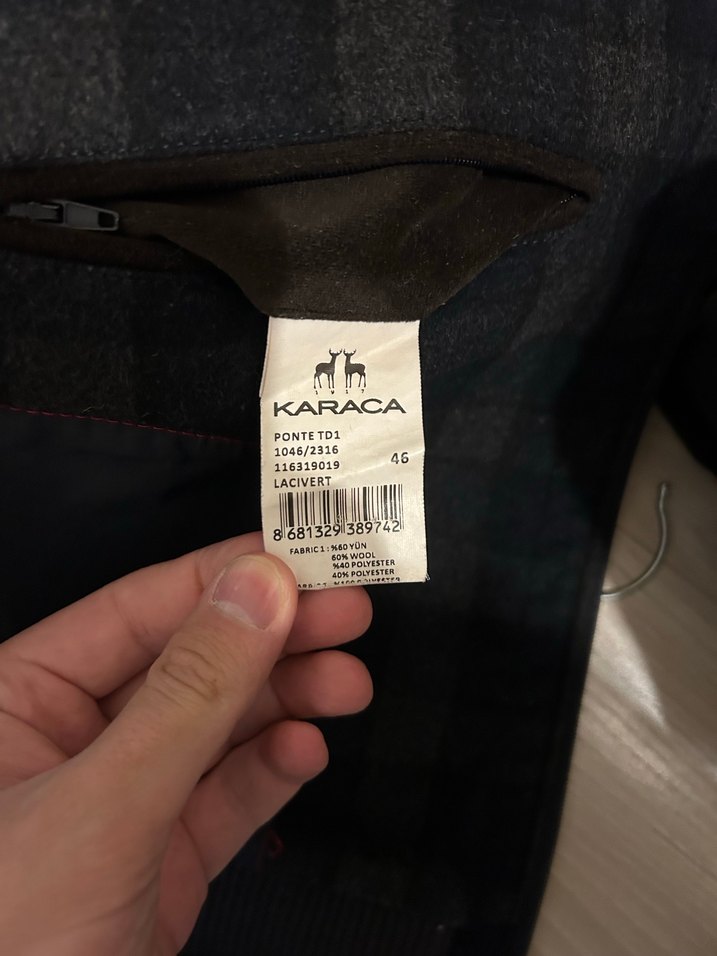 1917
KARACA
PONTE TD1
1046/2316
116319019 46
LACIVERT
8 681329 389742
FABRIC 1 : %60 YÜN
60% WOOL
%40 POLYESTER
40% POLYESTER